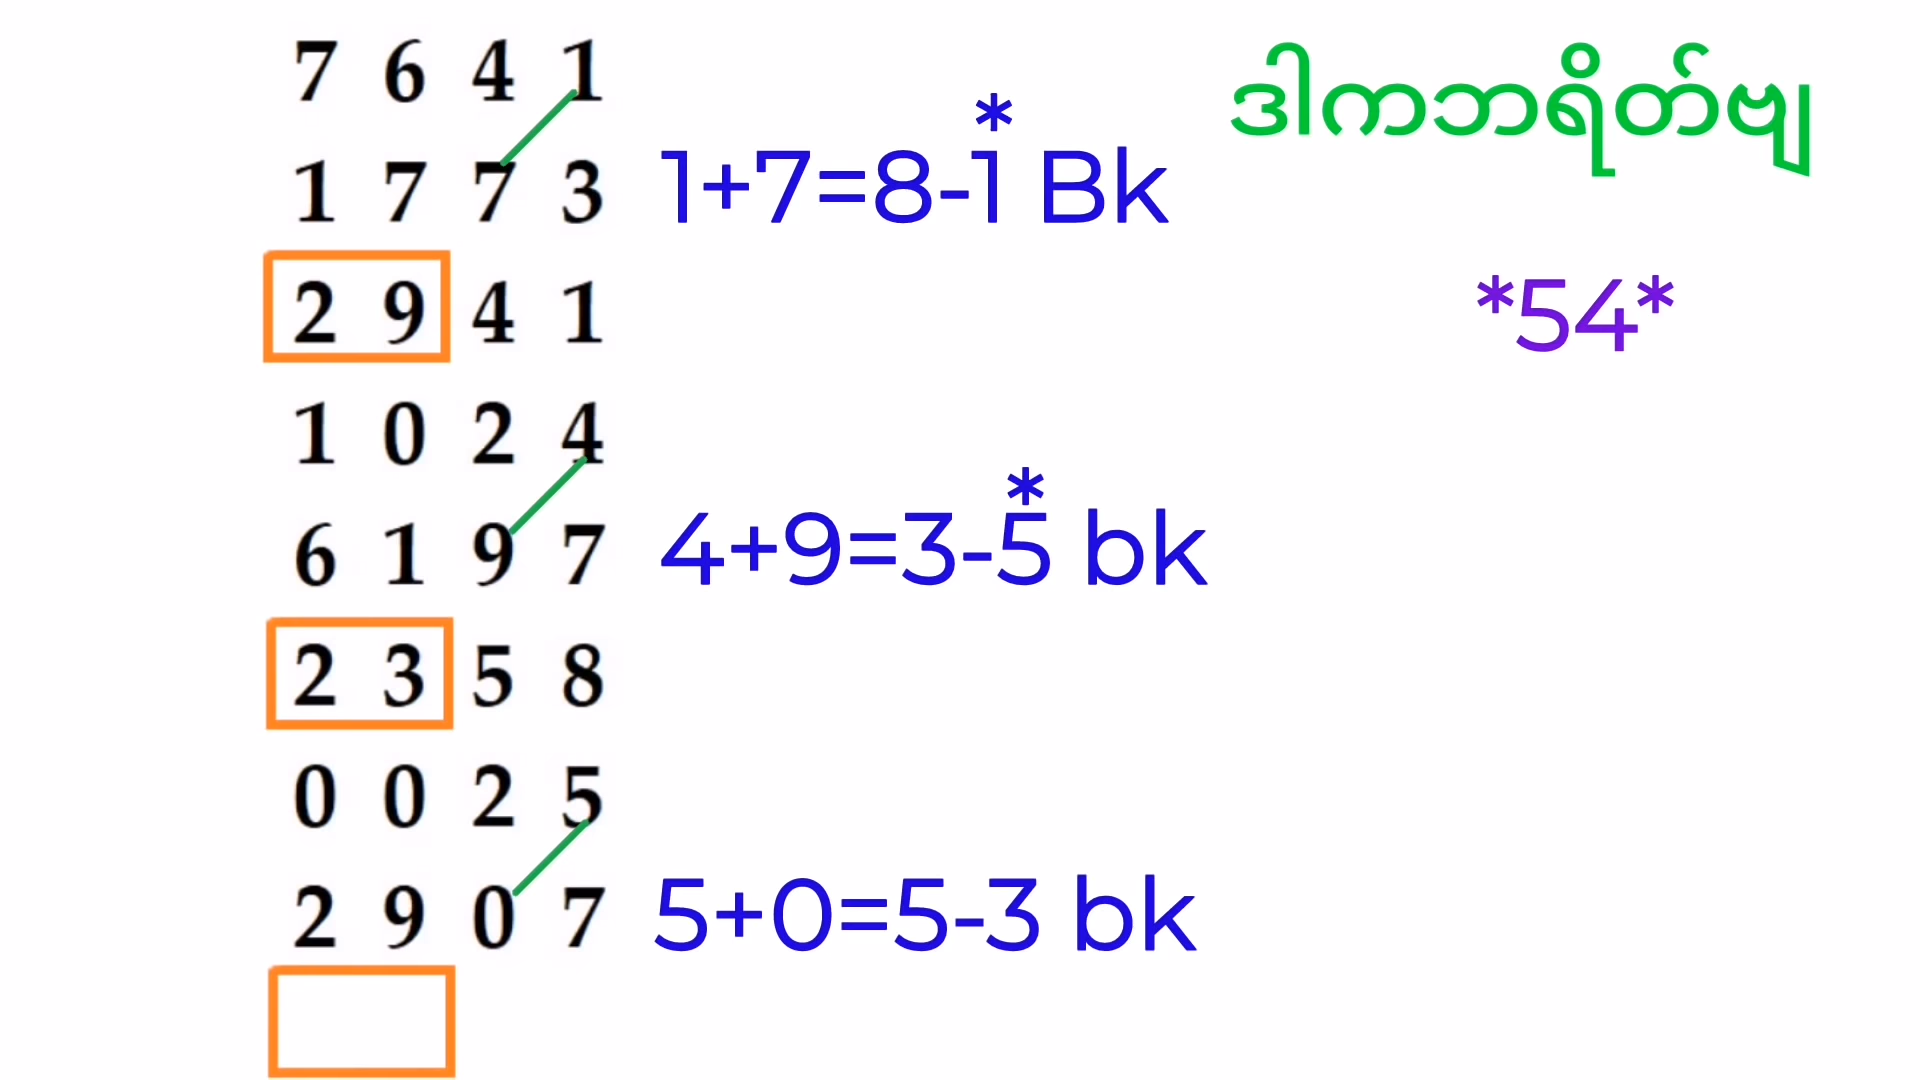 7 6 4 1
ဒါကဘရိတ်ဗျ
*
1 7 7 3 1+7=8-1 Bk
2 9 4 1
*54*
1 0 2 4
*
6 1 9 7 4+9=3-5 bk
2 3 5 8
0 0 2 5
2 9 0 7 5+0=5-3 bk